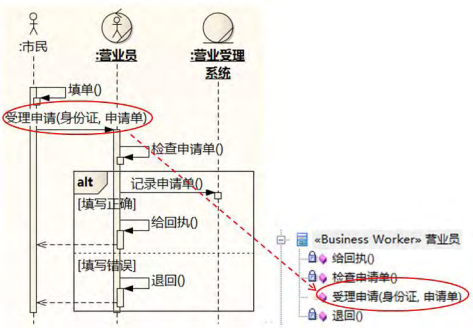 :市民
:营业员
:营业受理
系统
填单()
受理申请(身份证, 申请单)
检查申请单()
alt
记录申请单()
[填写正确]
给回执()
[填写错误]
退回()
«Business Worker» 营业员
给回执()
检查申请单()
受理申请(身份证, 申请单)
退回()